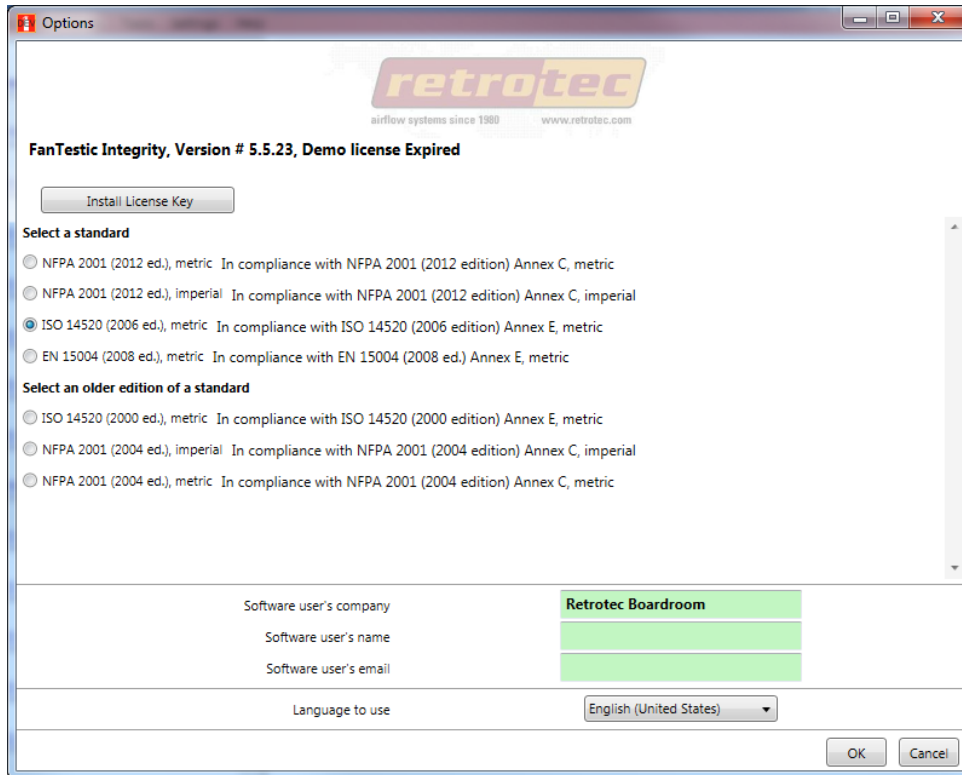 Options
retrotec
airflow systems since 1980 www.retrotec.com
FanTestic Integrity, Version # 5.5.23, Demo license Expired
Install License Key
Select a standard
NFPA 2001 (2012 ed.), metric In compliance with NFPA 2001 (2012 edition) Annex C, metric
NFPA 2001 (2012 ed.), imperial In compliance with NFPA 2001 (2012 edition) Annex C, imperial
ISO 14520 (2006 ed.), metric In compliance with ISO 14520 (2006 edition) Annex E, metric
EN 15004 (2008 ed.), metric In compliance with EN 15004 (2008 ed.) Annex E, metric
Select an older edition of a standard
ISO 14520 (2000 ed.), metric In compliance with ISO 14520 (2000 edition) Annex E, metric
NFPA 2001 (2004 ed.), imperial In compliance with NFPA 2001 (2004 edition) Annex C, imperial
NFPA 2001 (2004 ed.), metric In compliance with NFPA 2001 (2004 edition) Annex C, metric
Software user's company Retrotec Boardroom
Software user's name
Software user's email
Language to use English (United States)
OK Cancel